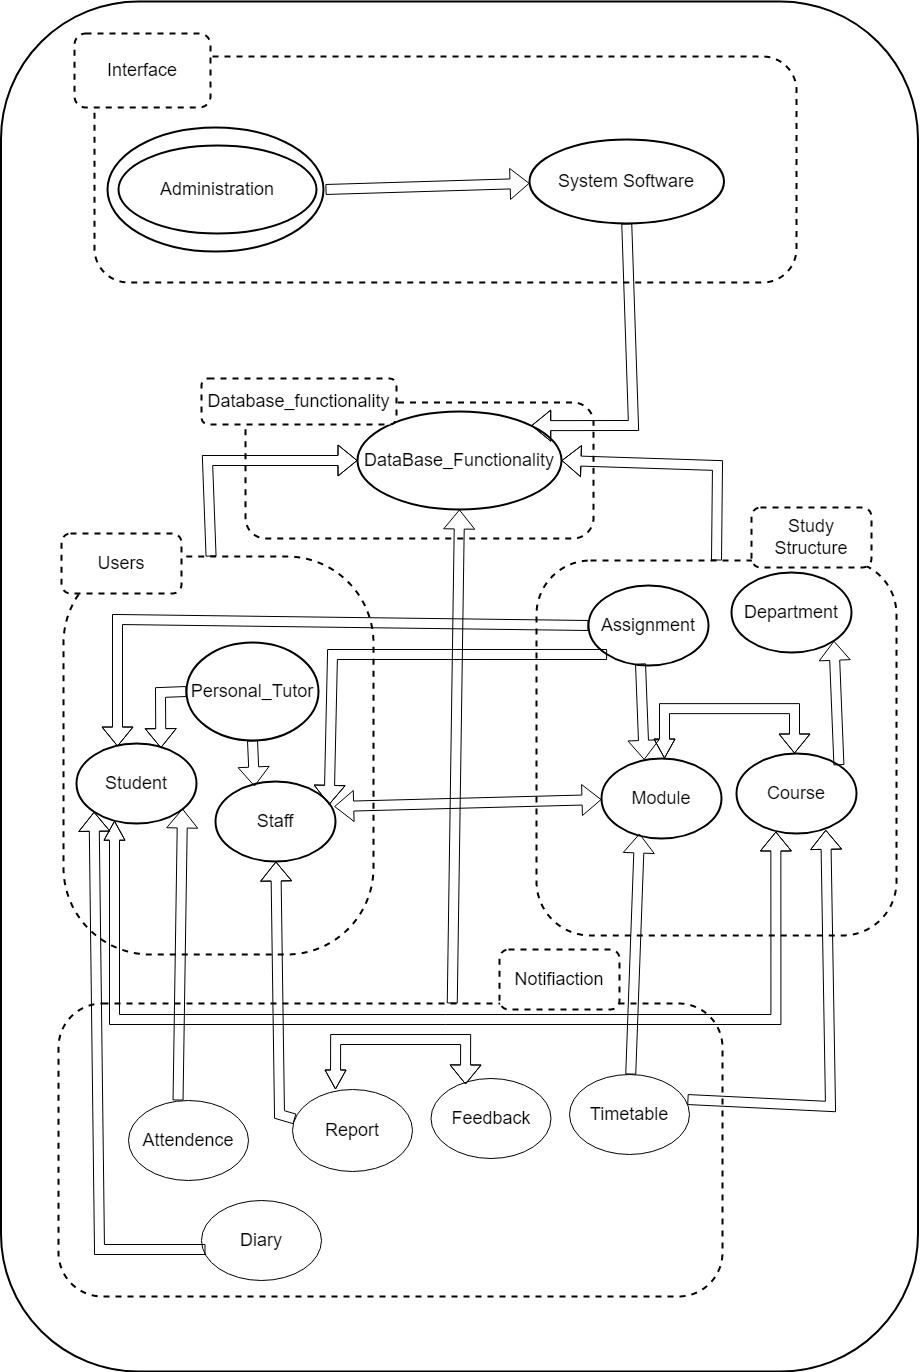 Interface
Administration
System Software
Database_functionality
DataBase_Functionality
Study
Structure
Users
Assignment
Department
Personal_Tutor
Student
Staff
Module
Course
Notifiaction
Attendence
Report
Feedback
Timetable
Diary